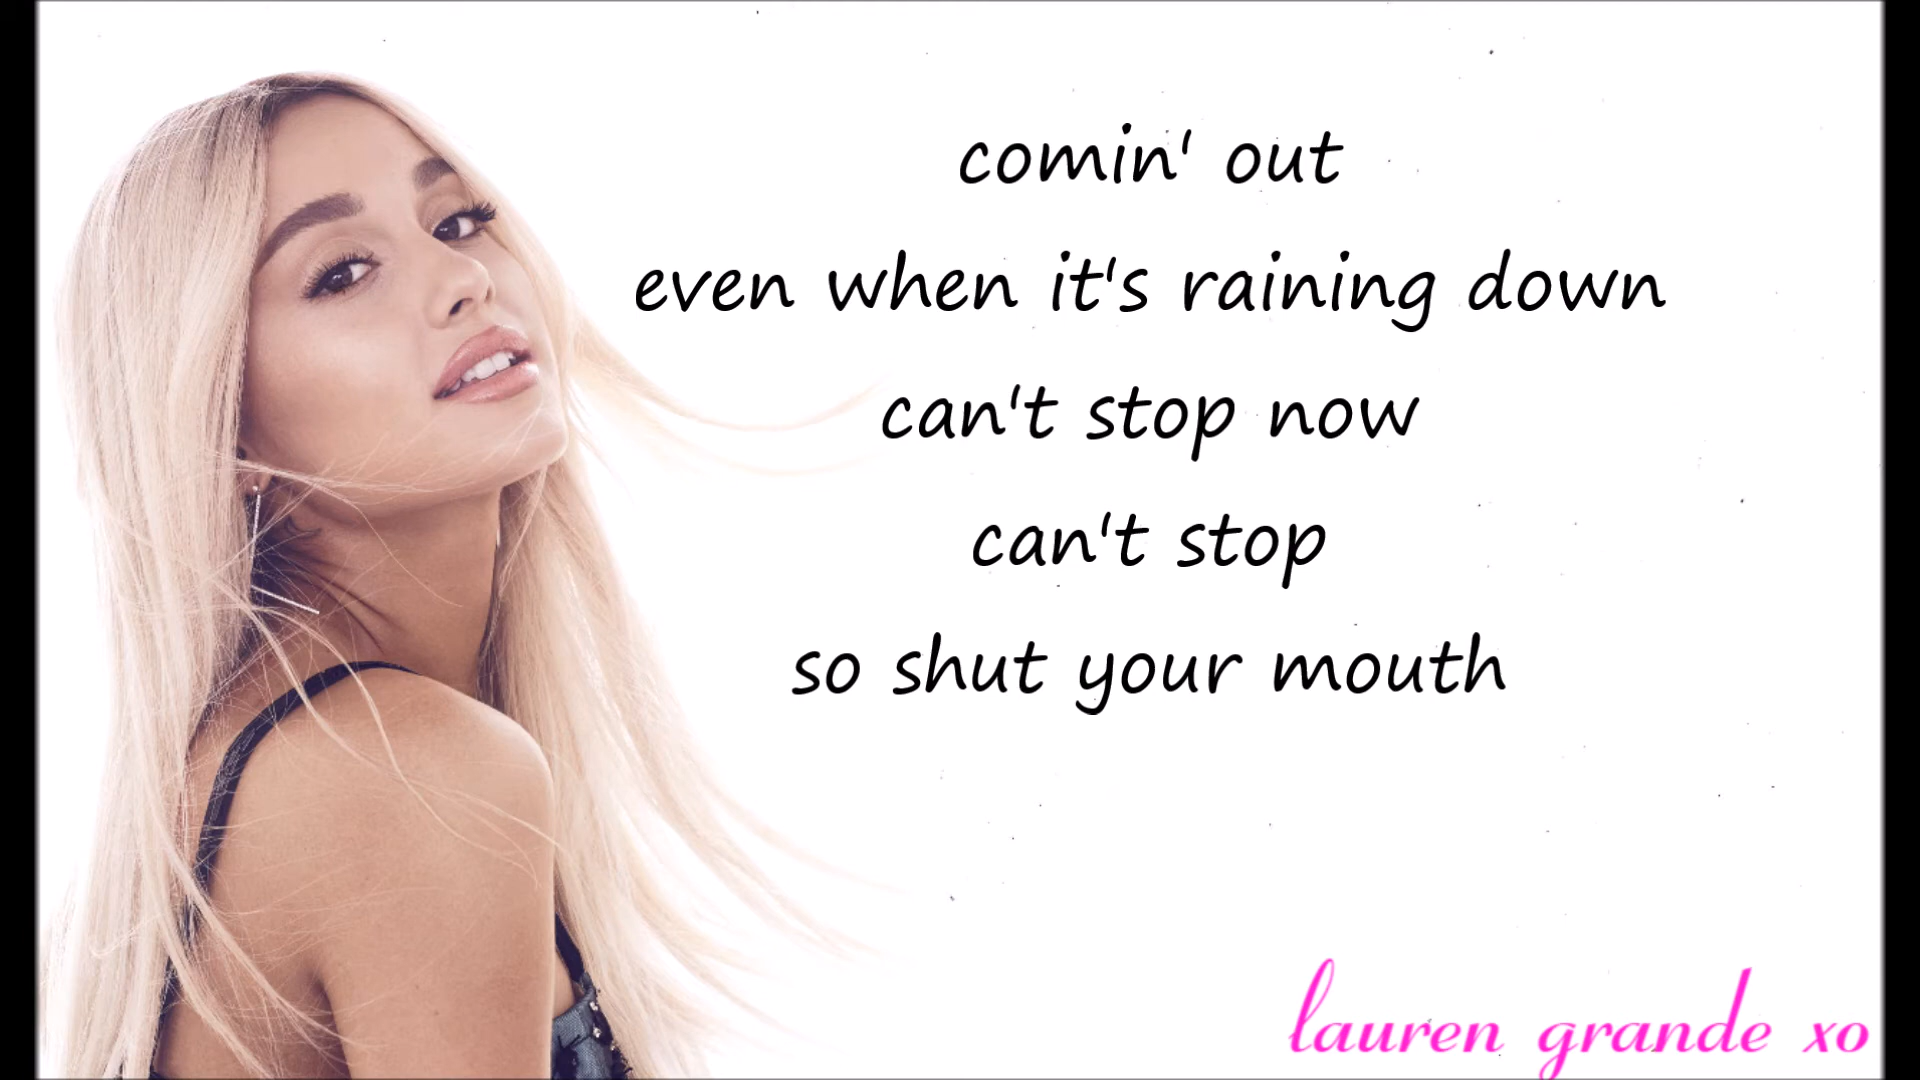 comin' out
even when it's raining down
can't stop now
can't stop
so shut your mouth
lauren grande xo